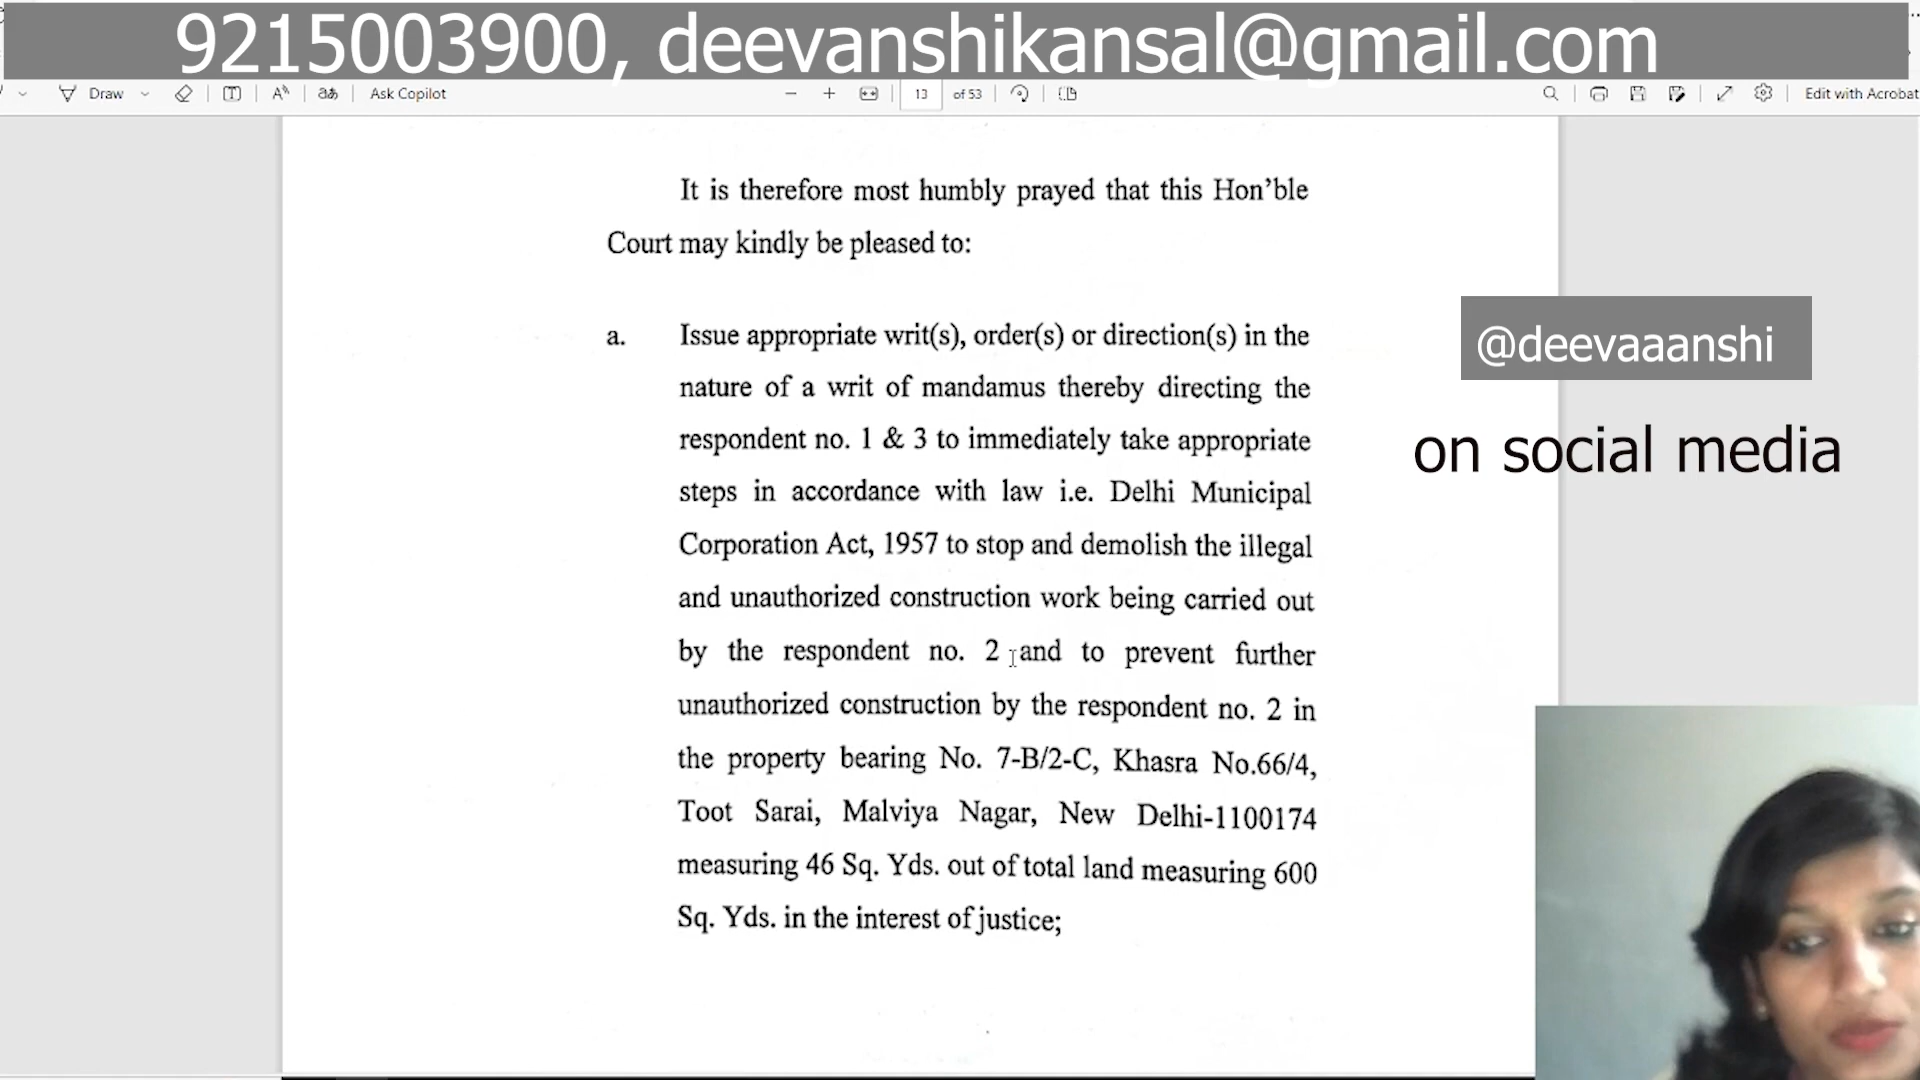 9215003900, deevanshikansal@gmail.com
Draw
Ask Copilot
13 of 53
Edit with Acrobat
It is therefore most humbly prayed that this Hon’ble
Court may kindly be pleased to:
a. Issue appropriate writ(s), order(s) or direction(s) in the
nature of a writ of mandamus thereby directing the
respondent no. 1 & 3 to immediately take appropriate
steps in accordance with law i.e. Delhi Municipal
Corporation Act, 1957 to stop and demolish the illegal
and unauthorized construction work being carried out
by the respondent no. 2 and to prevent further
unauthorized construction by the respondent no. 2 in
the property bearing No. 7-B/2-C, Khasra No.66/4,
Toot Sarai, Malviya Nagar, New Delhi-1100174
measuring 46 Sq. Yds. out of total land measuring 600
Sq. Yds. in the interest of justice;
@deevaaanshi
on social media